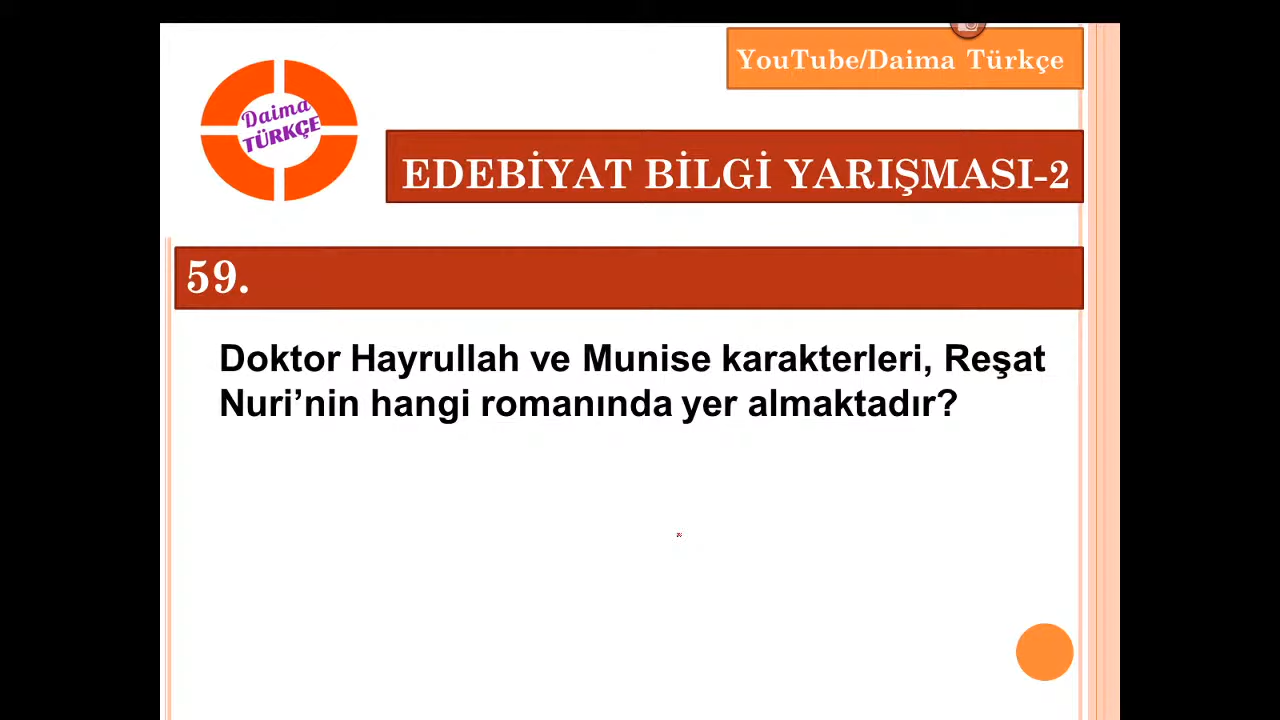 YouTube/Daima Türkçe
Daima
TÜRKÇE
EDEBİYAT BİLGİ YARIŞMASI-2
59.
Doktor Hayrullah ve Munise karakterleri, Reşat
Nuri’nin hangi romanında yer almaktadır?